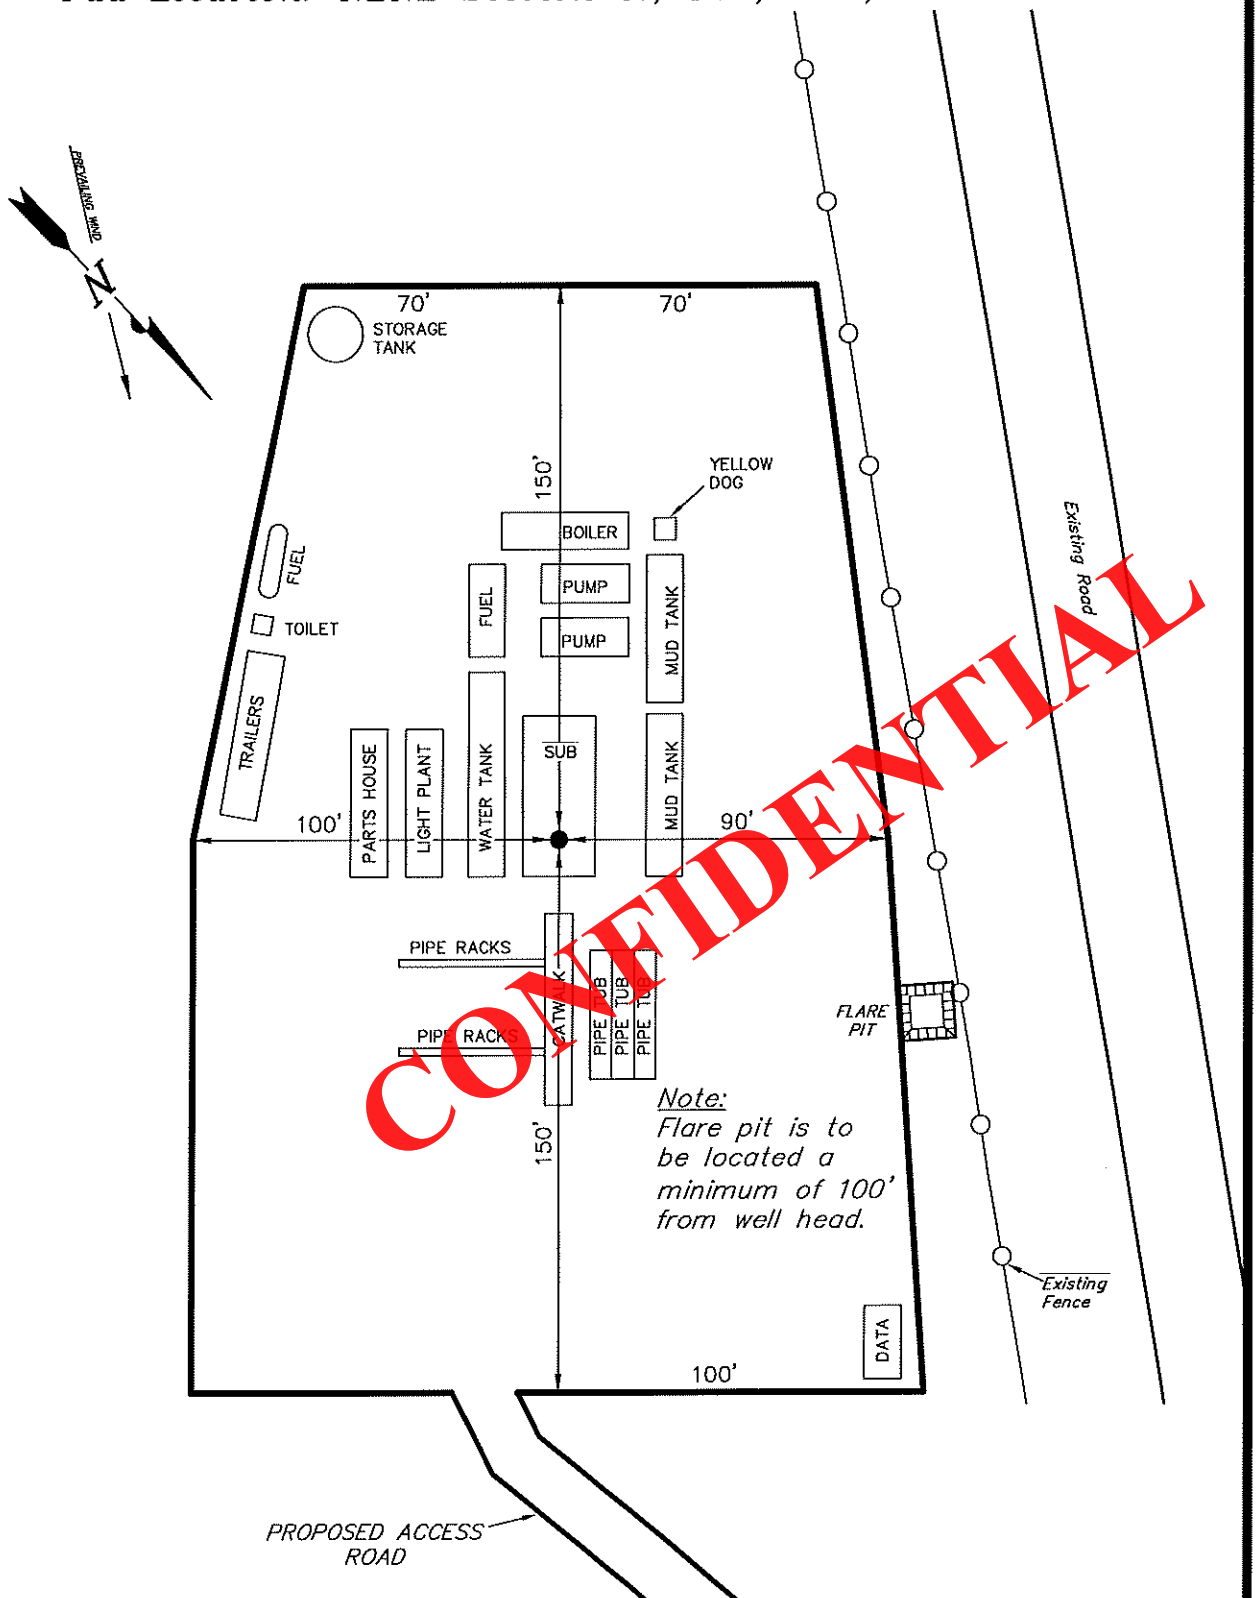 PREVAILING WIND
N
70'
70'
STORAGE
TANK
150'
YELLOW
DOG
BOILER
FUEL
PUMP
FUEL
MUD TANK
TOILET
PUMP
Existing Road
TRAILERS
PARTS HOUSE
LIGHT PLANT
WATER TANK
SUB
MUD TANK
100'
90'
CONFIDENTIAL
PIPE RACKS
CATWALK
PIPE TUB
PIPE TUB
PIPE TUB
PIPE RACKS
FLARE
PIT
150'
Note:
Flare pit is to
be located a
minimum of 100'
from well head.
Existing
Fence
DATA
100'
PROPOSED ACCESS
ROAD